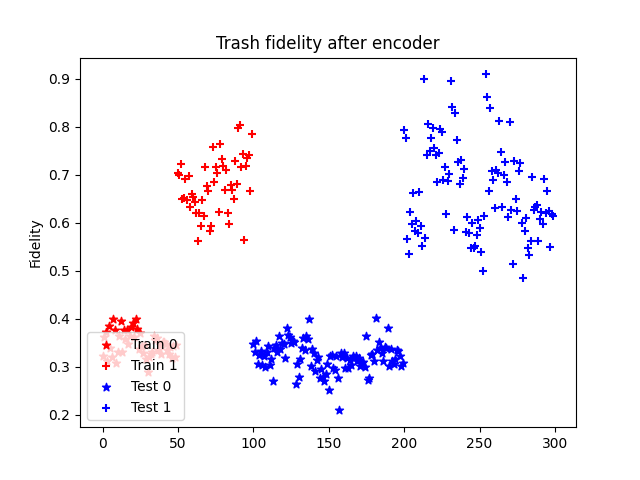 Trash fidelity after encoder
Fidelity
0.9
0.8
0.7
0.6
0.5
0.4
0.3
0.2
Train 0
Train 1
Test 0
Test 1
0 50 100 150 200 250 300